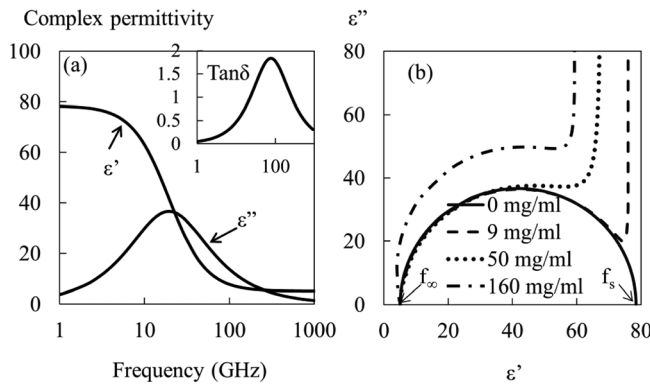 Complex permittivity
(a)
Tanδ
2
1.5
1
0.5
0
1
100
100
80
60
40
20
0
ε’
ε”
1
10
100
1000
Frequency (GHz)
ε”
(b)
80
60
40
20
0
0 mg/ml
9 mg/ml
50 mg/ml
160 mg/ml
f∞
fs
0
20
40
60
80
ε’